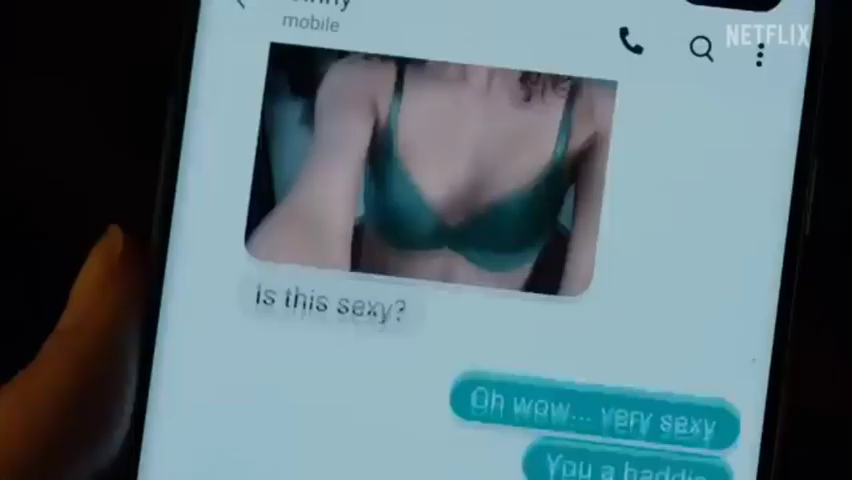 mobile
NETFLIX
Is this sexy?
Oh wow... very sexy
You a baddie